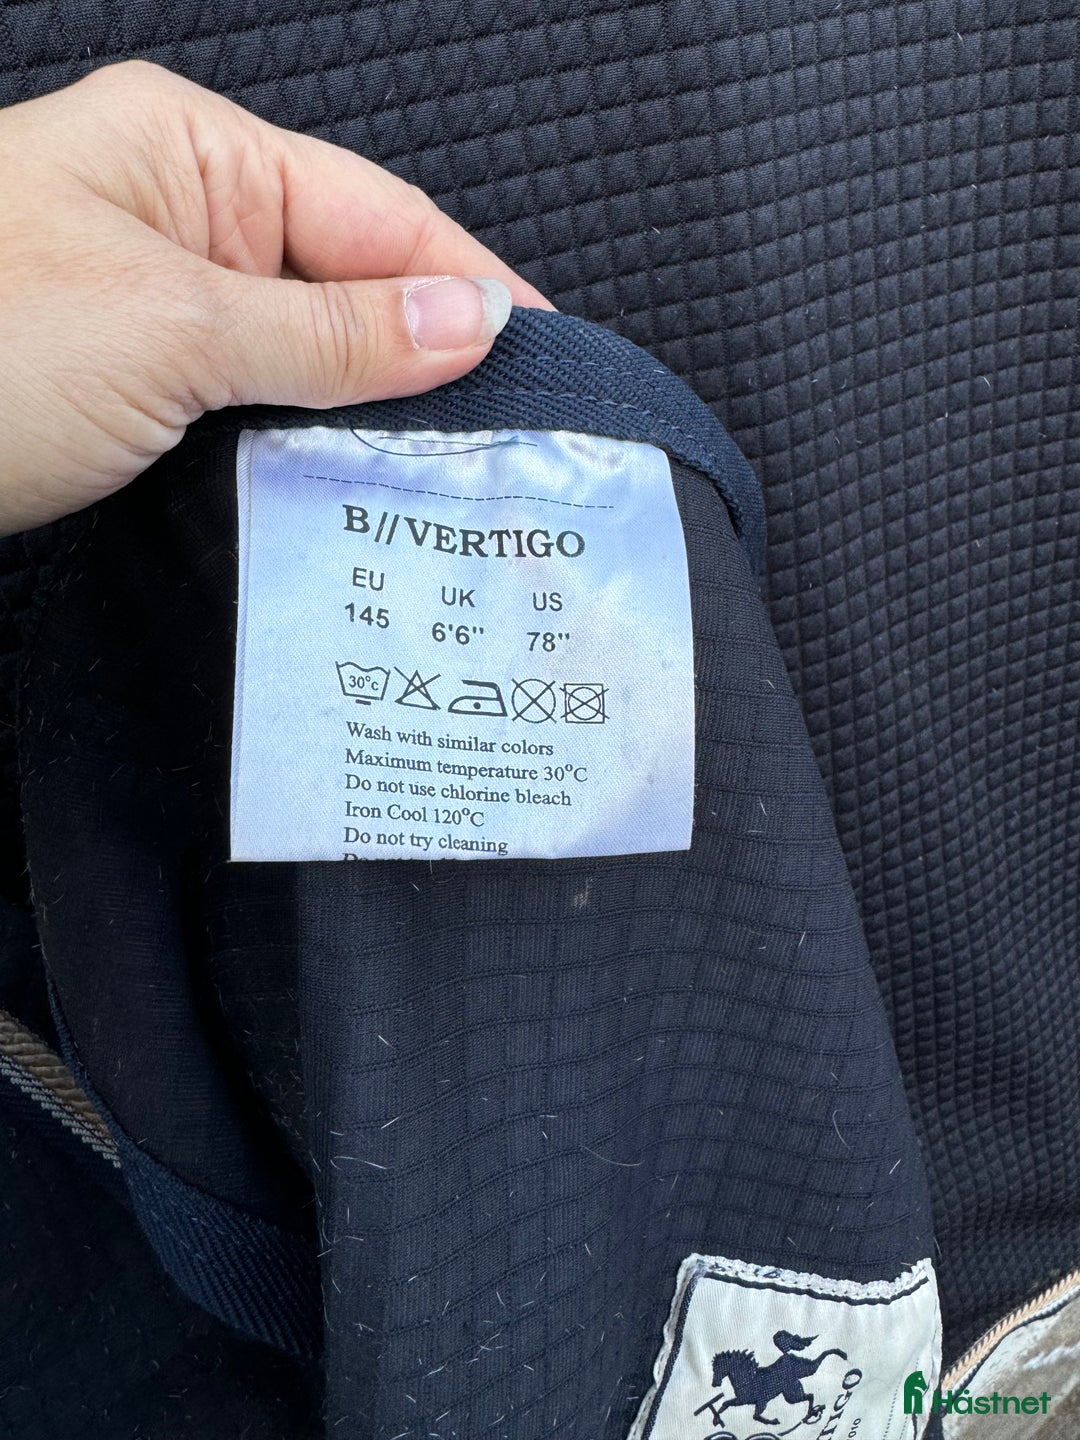 B//VERTIGO
EU UK US
145 6'6" 78"
30°c
Wash with similar colors
Maximum temperature 30°C
Do not use chlorine bleach
Iron Cool 120°C
Do not try cleaning
Hästnet